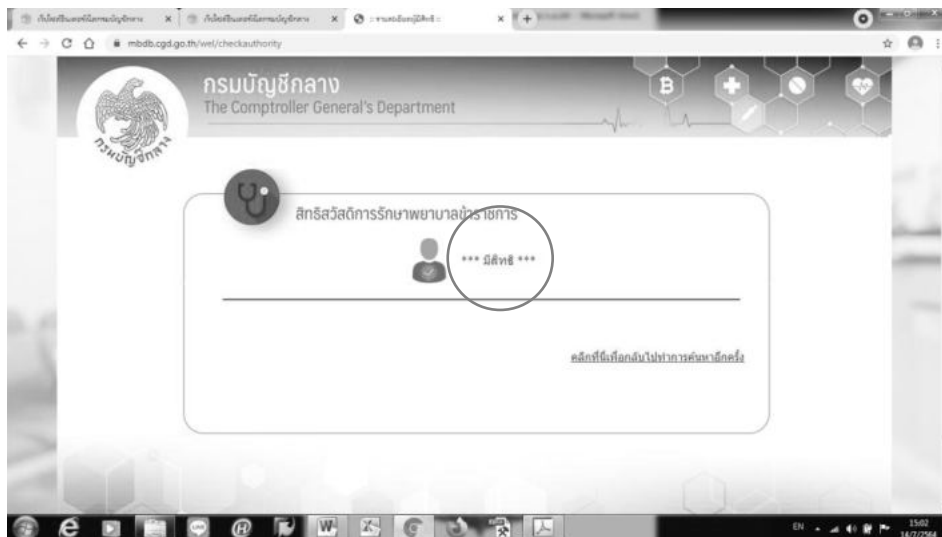 mbdb.cgd.go.th/wel/checkauthority
กรมบัญชีกลาง
The Comptroller General's Department
กรมบัญชีกลาง
สิทธิสวัสดิการรักษาพยาบาลข้าราชการ
*** มีสิทธิ ***
คลิกที่นี่เพื่อกลับไปทำการค้นหาอีกครั้ง
EN
15:02
14/7/2564